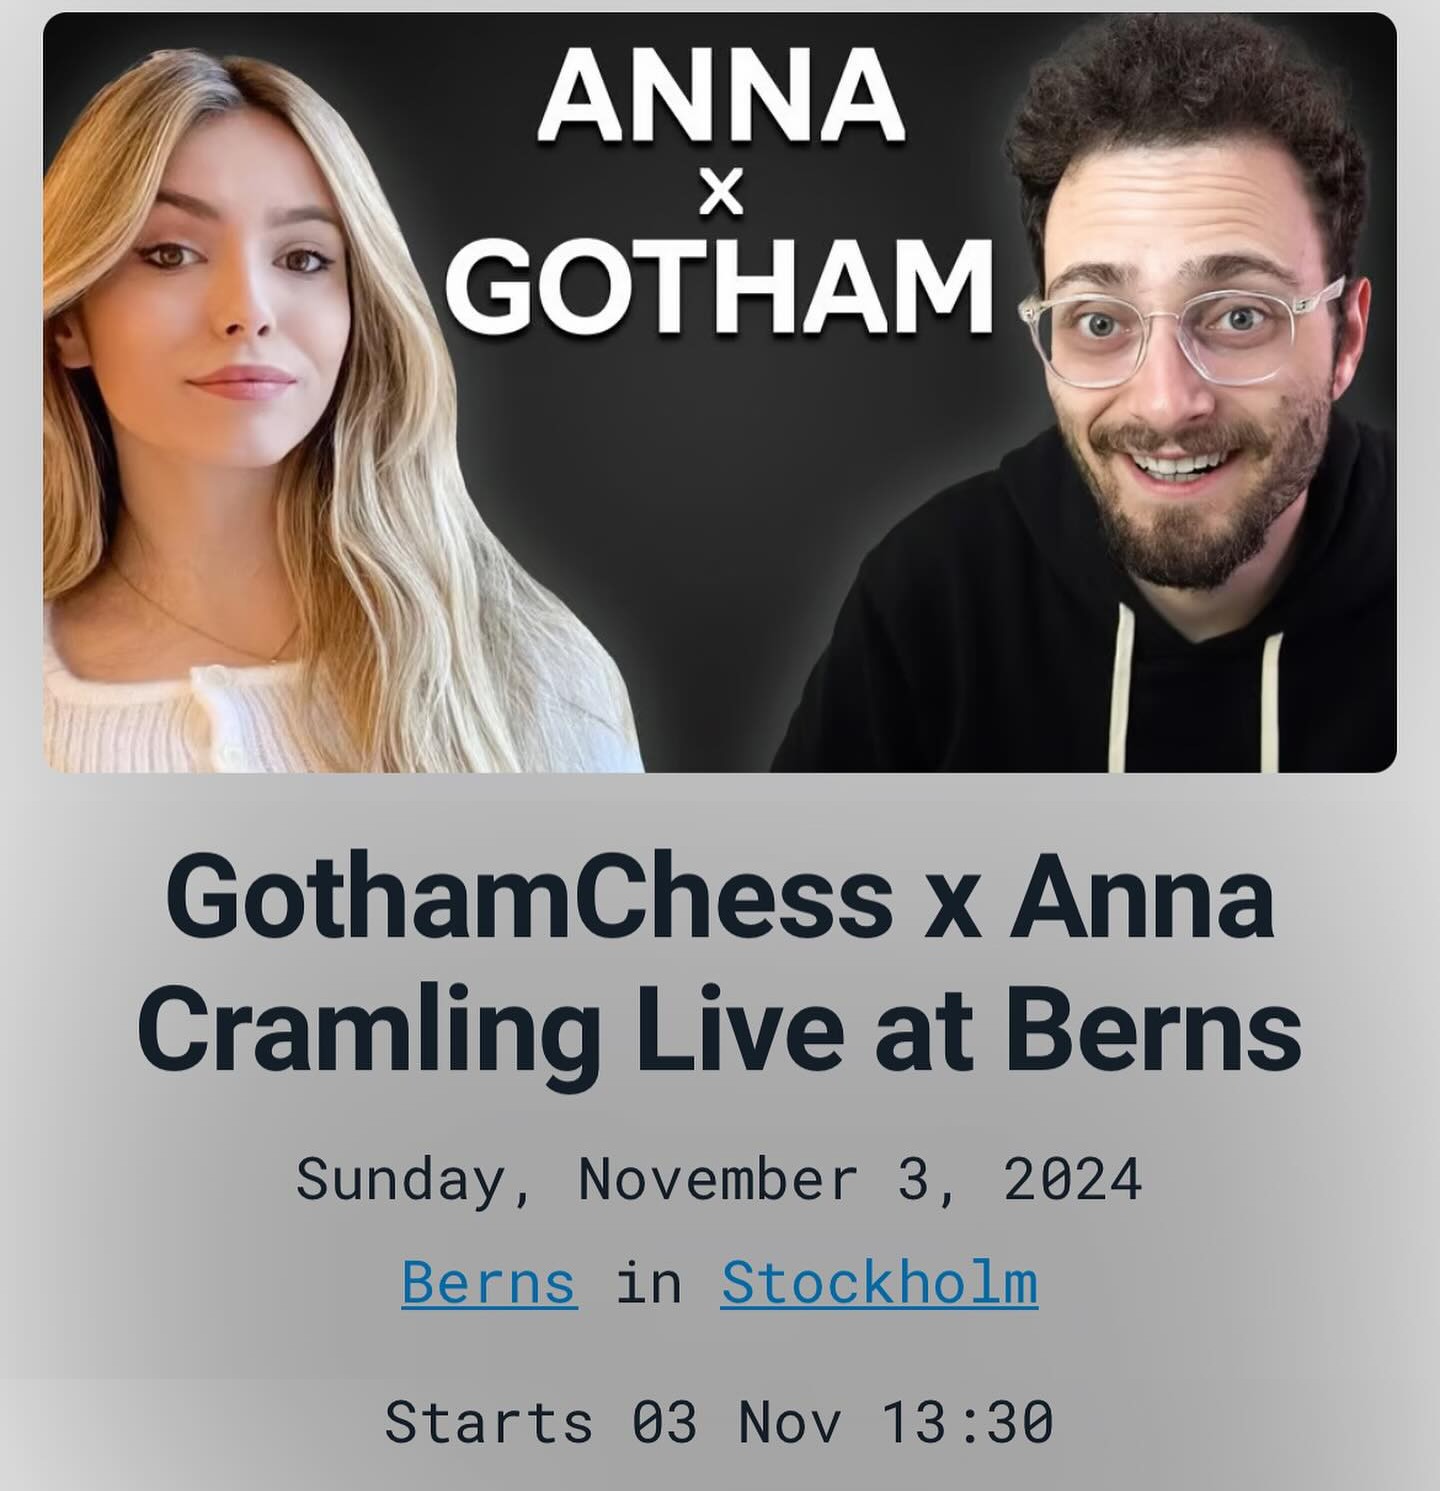 ANNA
x
GOTHAM
GothamChess x Anna
Cramling Live at Berns
Sunday, November 3, 2024
Berns in Stockholm
Starts 03 Nov 13:30